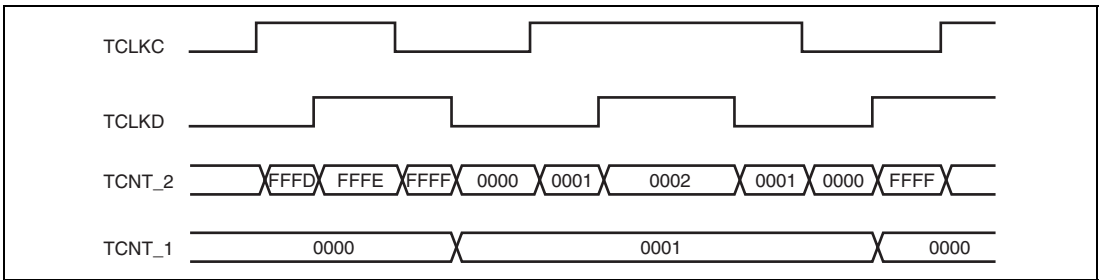 TCLKC
TCLKD
TCNT_2 FFFD FFFE FFFF 0000 0001 0002 0001 0000 FFFF
TCNT_1 0000 0001 0000